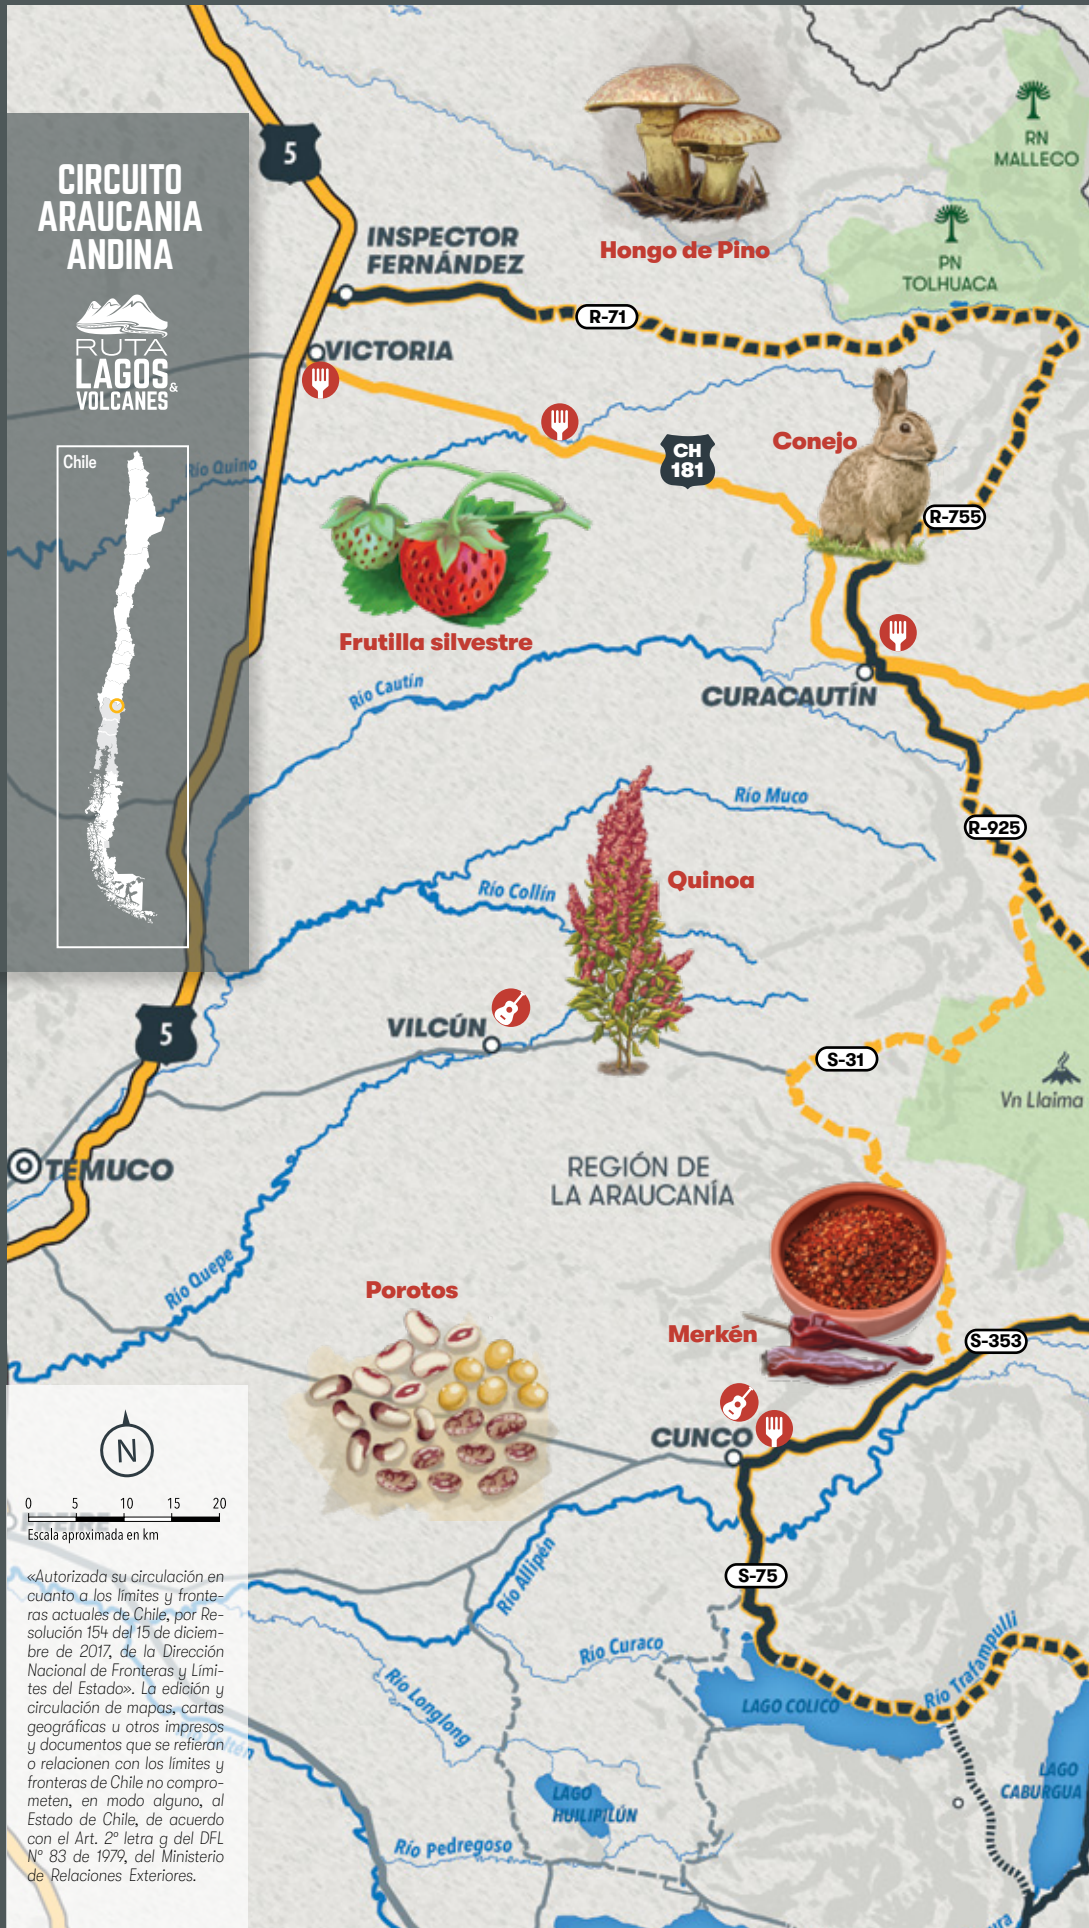 CIRCUITO
ARAUCANIA
ANDINA
RUTA
LAGOS
&
VOLCANES
Chile
5
INSPECTOR
FERNÁNDEZ
Hongo de Pino
RN
MALLECO
PN
TOLHUACA
R-71
VICTORIA
Conejo
CH
181
Río Quino
R-755
Frutilla silvestre
Río Cautín
CURACAUTÍN
Río Muco
R-925
Quinoa
Río Collín
VILCÚN
5
S-31
Vn Llaima
TEMUCO
REGIÓN DE
LA ARAUCANÍA
Río Quepe
Porotos
Merkén
S-353
CUNCO
N
0 5 10 15 20
FREIRE
Escala aproximada en km
«Autorizada su circulación en
cuanto a los límites y fronte-
ras actuales de Chile, por Re-
solución 154 del 15 de diciem-
bre de 2017, de la Dirección
Nacional de Fronteras y Lími-
tes del Estado». La edición y
circulación de mapas, cartas
geográficas u otros impresos
y documentos que se refieran
o relacionen con los límites y
fronteras de Chile no compro-
meten, en modo alguno, al
Estado de Chile, de acuerdo
con el Art. 2º letra g del DFL
Nº 83 de 1979, del Ministerio
de Relaciones Exteriores.
Río Allipén
S-75
Río Curaco
Río Trafampulli
Río Longlong
LAGO COLICO
LAGO
HUILIPILÚN
LAGO
CABURGUA
Río pedregoso